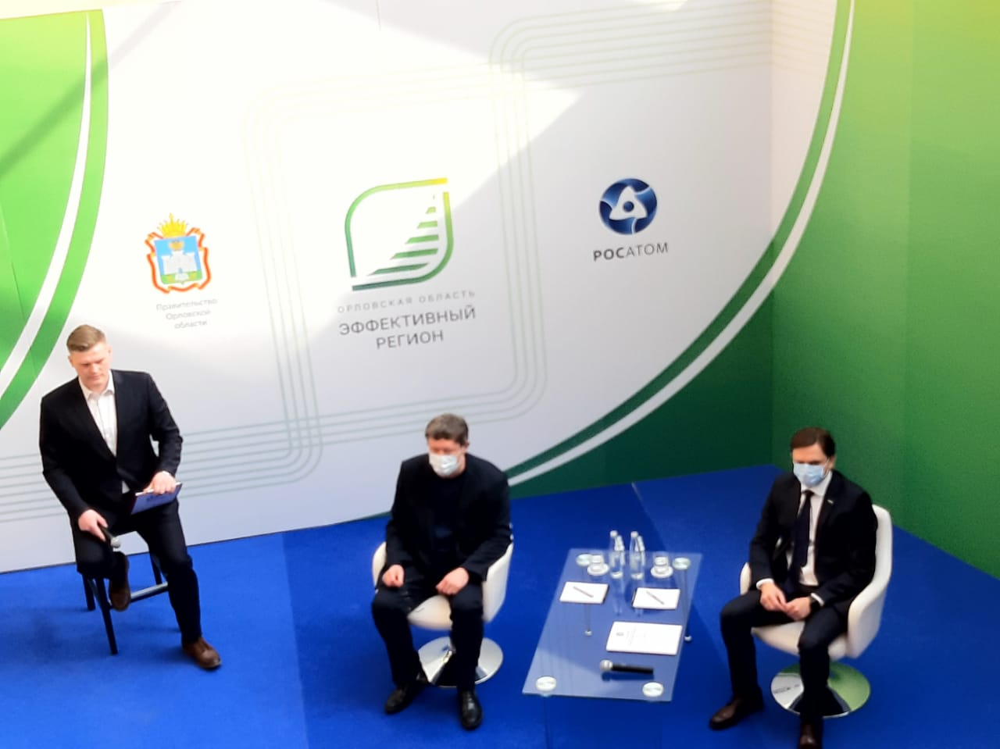 Правительство
Орловской
области
ОРЛОВСКАЯ ОБЛАСТЬ
ЭФФЕКТИВНЫЙ
РЕГИОН
РОСАТОМ